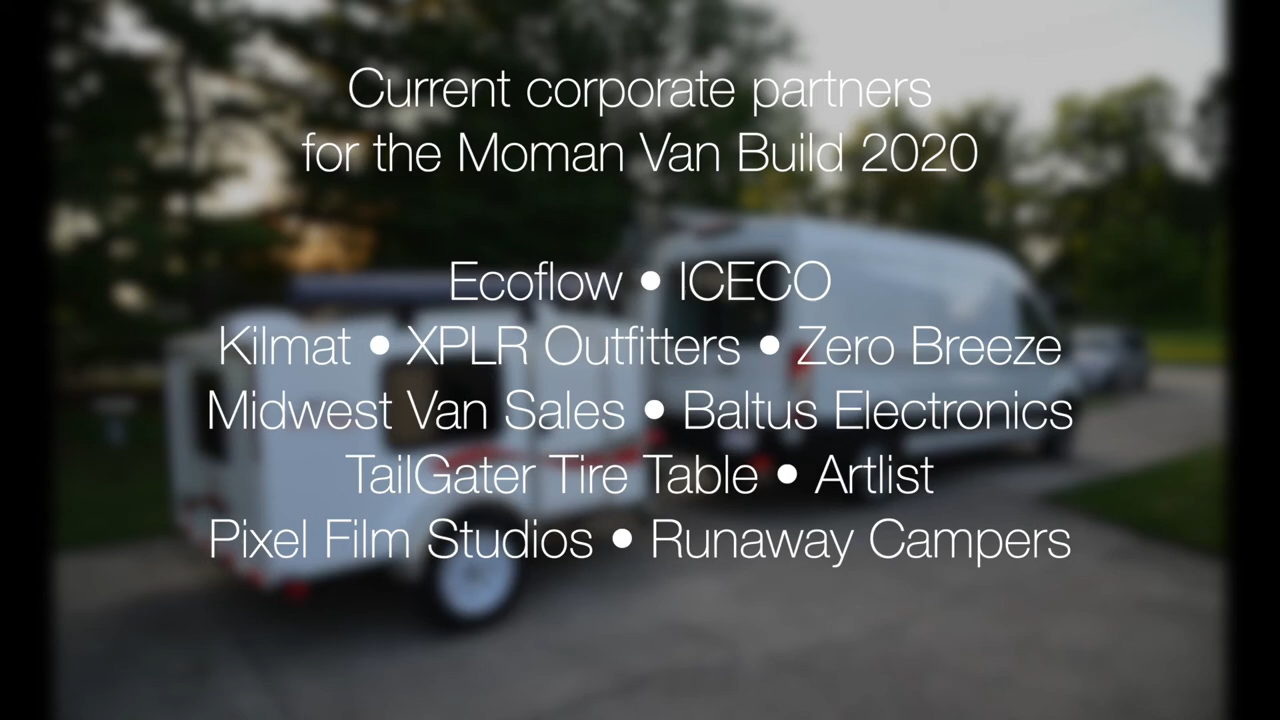 Current corporate partners
for the Moman Van Build 2020
Ecoflow • ICECO
Kilmat • XPLR Outfitters • Zero Breeze
Midwest Van Sales • Baltus Electronics
TailGater Tire Table • Artlist
Pixel Film Studios • Runaway Campers